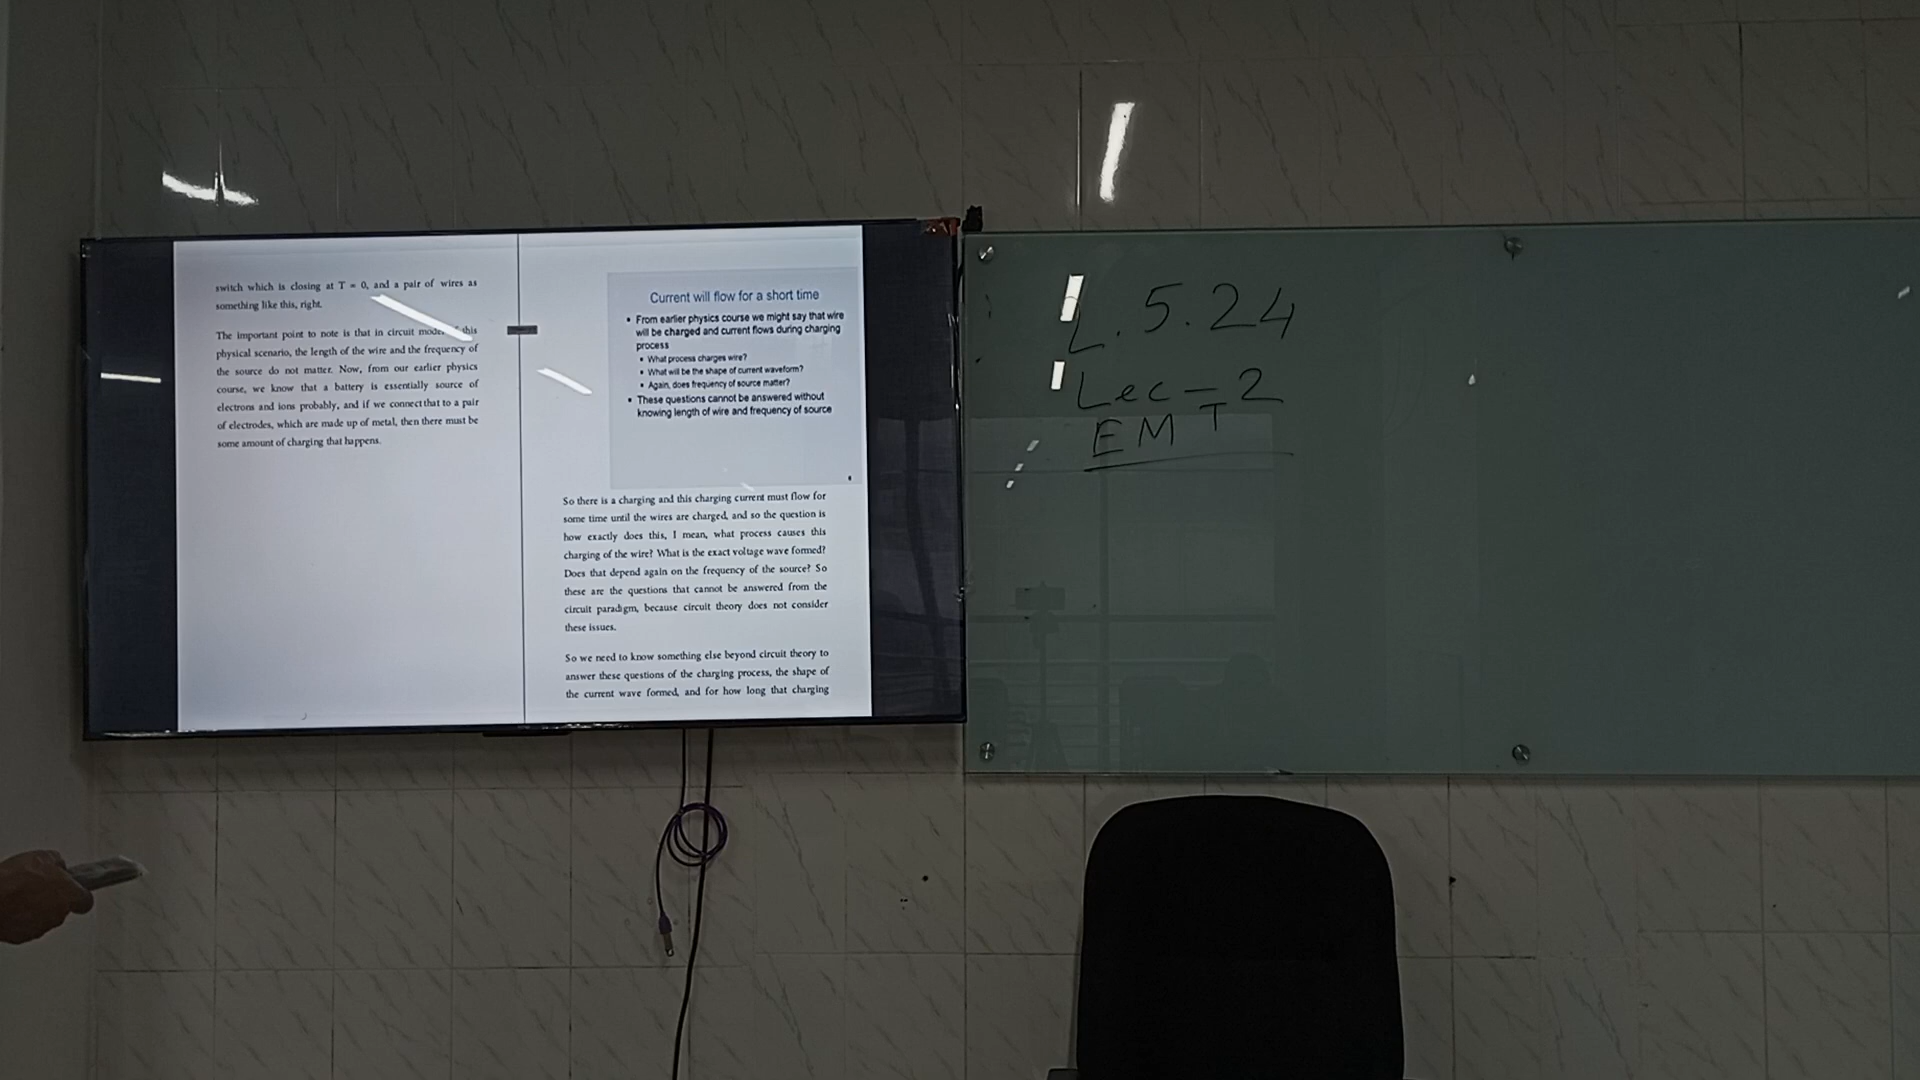 switch which is closing at T = 0, and a pair of wires as
something like this, right.
The important point to note is that in circuit this
physical scenario, the length of the wire and the frequency of
the source do not matter. Now, from our earlier physics
course, we know that a battery is essentially source of
electrons and ions probably, and if we connect that to a pair
of electrodes, which are made up of metal, then there must be
some amount of charging that happens.
Current will flow for a short time
• From earlier physics course we might say that wire
will be charged and current flows during charging
process
• What process charges wire?
• What will be the shape of current waveform?
• Again, does frequency of source matter?
• These questions cannot be answered without
knowing length of wire and frequency of source
So there is a charging and this charging current must flow for
some time until the wires are charged, and so the question is
how exactly does this, I mean, what process causes this
charging of the wire? What is the exact voltage wave formed?
Does that depend again on the frequency of the source? So
these are the questions that cannot be answered from the
circuit paradigm, because circuit theory does not consider
these issues.
So we need to know something else beyond circuit theory to
answer these questions of the charging process, the shape of
the current wave formed, and for how long that charging
.5.24
Lec-2
EMT